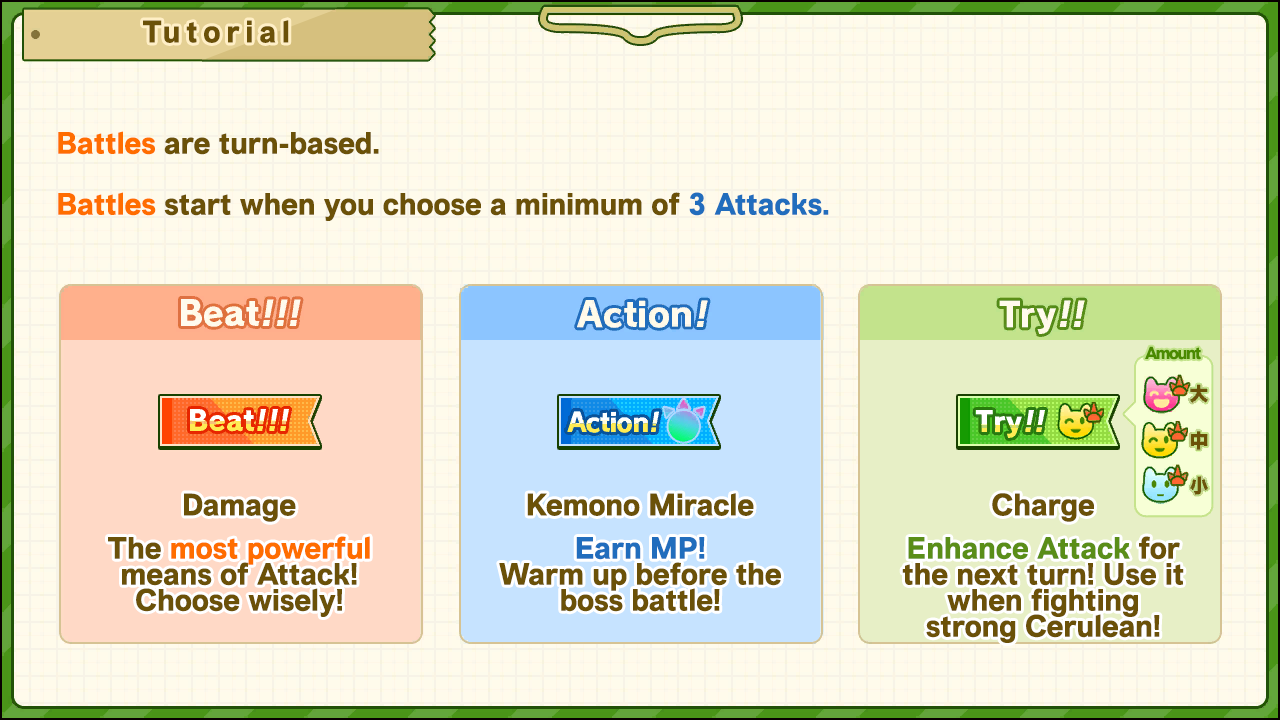 Tutorial
Battles are turn-based.
Battles start when you choose a minimum of 3 Attacks.
Beat!!!
Beat!!!
Damage
The most powerful
means of Attack!
Choose wisely!
Action!
Action!
Kemono Miracle
Earn MP!
Warm up before the
boss battle!
Try!!
Try!!
Amount
大
中
小
Charge
Enhance Attack for
the next turn! Use it
when fighting
strong Cerulean!